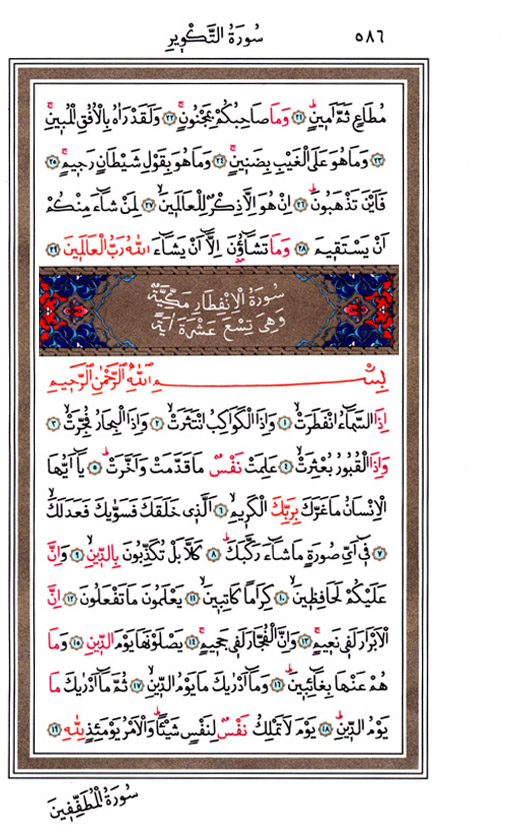 ٥٨٦ سُورَةُ التَّكْوِيرِ
مُطَاعٍ ثَمَّ اَمِينٍۜ ﴿٢١﴾ وَمَا صَاحِبُكُمْ بِمَجْنُونٍۚ ﴿٢٢﴾ وَلَقَدْ رَاٰهُ بِالْاُفُقِ الْمُبِينِۚ
﴿٢٣﴾ وَمَا هُوَ عَلَى الْغَيْبِ بِضَنِينٍۚ ﴿٢٤﴾ وَمَا هُوَ بِقَوْلِ شَيْطَانٍ رَجِيمٍۚ ﴿٢٥﴾
فَاَيْنَ تَذْهَبُونَۜ ﴿٢٦﴾ اِنْ هُوَ اِلَّا ذِكْرٌ لِلْعَالَمِينَۙ ﴿٢٧﴾ لِمَنْ شَٓاءَ مِنْكُمْ
اَنْ يَسْتَقِيمَ ﴿٢٨﴾ وَمَا تَشَٓاؤُ۫نَ اِلَّٓا اَنْ يَشَٓاءَ اللّٰهُ رَبُّ الْعَالَمِينَ ﴿٢٩﴾
سُورَةُ الْاِنْفِطَارِ مَكِّيَّةٌ
وَهِيَ تِسْعَ عَشْرَةَ اٰيَةً
بِسْمِ اللّٰهِ الرَّحْمٰنِ الرَّحِيمِ
اِذَا السَّمَٓاءُ انْفَطَرَتْۙ ﴿١﴾ وَاِذَا الْكَوَاكِبُ انْتَثَرَتْۙ ﴿٢﴾ وَاِذَا الْبِحَارُ فُجِّرَتْۙ ﴿٣﴾
وَاِذَا الْقُبُورُ بُعْثِرَتْۙ ﴿٤﴾ عَلِمَتْ نَفْسٌ مَا قَدَّمَتْ وَاَخَّرَتْۜ ﴿٥﴾ يَٓا اَيُّهَا
الْاِنْسَانُ مَا غَرَّكَ بِرَبِّكَ الْكَرِيمِۙ ﴿٦﴾ اَلَّذِي خَلَقَكَ فَسَوّٰيكَ فَعَدَلَكَۙ
﴿٧﴾ فِٓي اَيِّ صُورَةٍ مَا شَٓاءَ رَكَّبَكَۜ ﴿٨﴾ كَلَّا بَلْ تُكَذِّبُونَ بِالدِّينِۙ ﴿٩﴾ وَاِنَّ
عَلَيْكُمْ لَحَافِظِينَۙ ﴿١٠﴾ كِرَامًا كَاتِبِينَۙ ﴿١١﴾ يَعْلَمُونَ مَا تَفْعَلُونَ ﴿١٢﴾ اِنَّ
الْاَبْرَارَ لَفِي نَعِيمٍۚ ﴿١٣﴾ وَاِنَّ الْفُجَّارَ لَفِي جَحِيمٍۚ ﴿١٤﴾ يَصْلَوْنَهَا يَوْمَ الدِّينِ ﴿١٥﴾ وَمَا
هُمْ عَنْهَا بِغَٓائِبِينَۜ ﴿١٦﴾ وَمَٓا اَدْرٰيكَ مَا يَوْمُ الدِّينِۙ ﴿١٧﴾ ثُمَّ مَٓا اَدْرٰيكَ مَا
يَوْمُ الدِّينِۜ ﴿١٨﴾ يَوْمَ لَا تَمْلِكُ نَفْسٌ لِنَفْسٍ شَيْـًٔاۜ وَالْاَمْرُ يَوْمَئِذٍ لِلّٰهِ ﴿١٩﴾
سُورَةُ الْمُطَفِّفِينَ